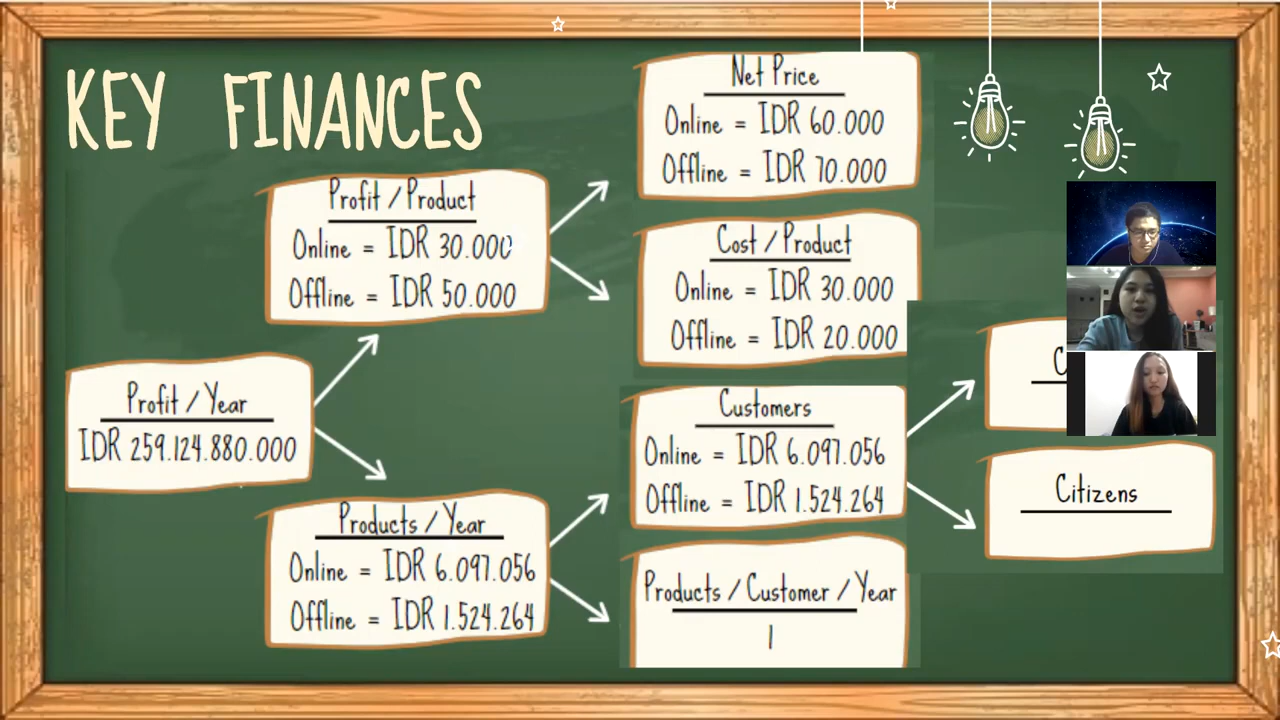 KEY FINANCES
Net Price
Online = IDR 60.000
Offline = IDR 70.000
Profit / Product
Online = IDR 30.000
Offline = IDR 50.000
Cost / Product
Online = IDR 30.000
Offline = IDR 20.000
Profit / Year
IDR 259.124.880.000
Customers
Online = IDR 6.097.056
Offline = IDR 1.524.264
Citizens
Products / Year
Online = IDR 6.097.056
Offline = IDR 1.524.264
Products / Customer / Year
1